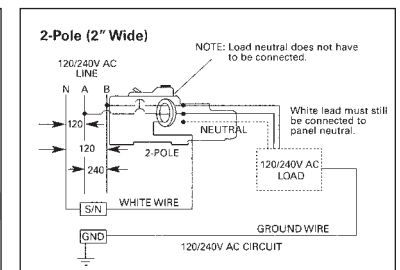 2-Pole (2" Wide)
NOTE: Load neutral does not have
to be connected.
120/240V AC
LINE
N A B
White lead must still
be connected to
panel neutral.
120
NEUTRAL
120
2-POLE
120/240V AC
LOAD
240
WHITE WIRE
S/N
GROUND WIRE
GND
120/240V AC CIRCUIT